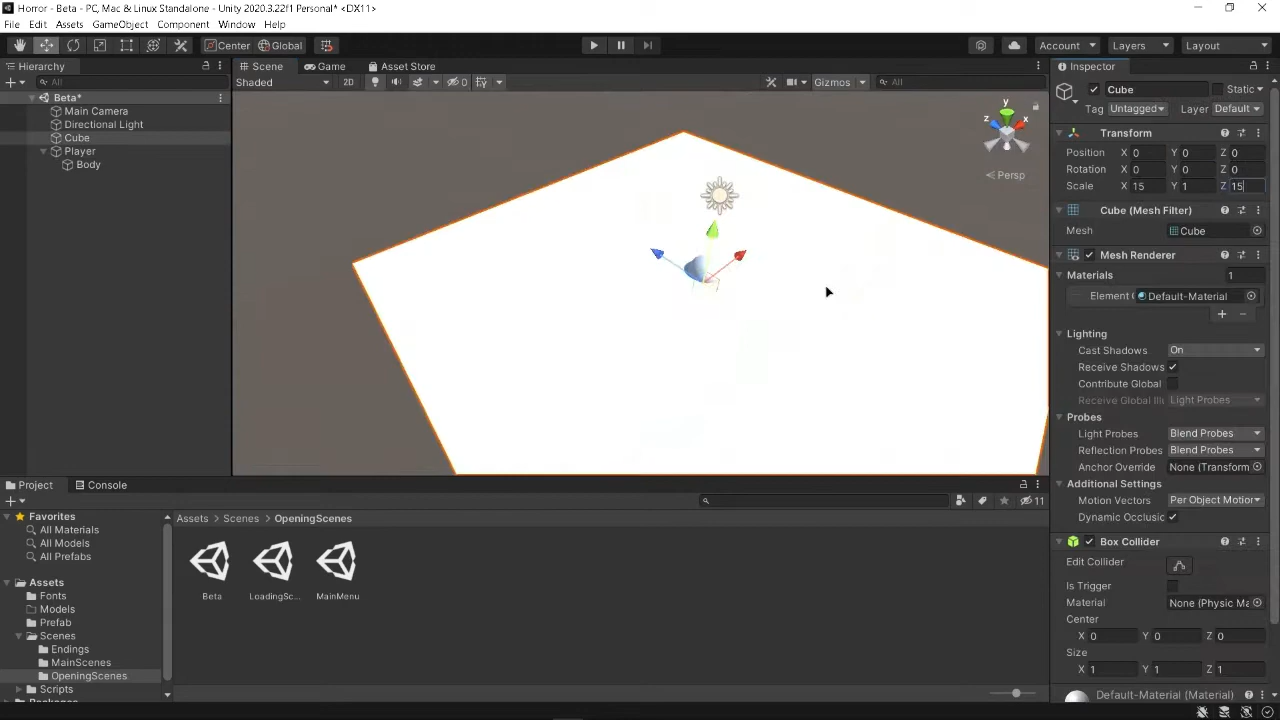 Horror - Beta - PC, Mac & Linux Standalone - Unity 2020.3.22f1 Personal* <DX11>
File Edit Assets GameObject Component Window Help
Center Global Account Layers Layout
Hierarchy
All
Beta*
Main Camera
Directional Light
Cube
Player
Body
Scene Game Asset Store
Shaded 2D 0 Gizmos All
y
z x
Persp
Inspector
Cube Static
Tag Untagged Layer Default
Transform
Position X 0 Y 0 Z 0
Rotation X 0 Y 0 Z 0
Scale X 15 Y 1 Z 15
Cube (Mesh Filter)
Mesh Cube
Mesh Renderer
Materials 1
Element Default-Material
Lighting
Cast Shadows On
Receive Shadows
Contribute Global
Receive Global Illu Light Probes
Probes
Light Probes Blend Probes
Reflection Probes Blend Probes
Anchor Override None (Transform
Additional Settings
Motion Vectors Per Object Motion
Dynamic Occlusic
Box Collider
Edit Collider
Is Trigger
Material None (Physic Ma
Center
X 0 Y 0 Z 0
Size
X 1 Y 1 Z 1
Default-Material (Material)
Project Console
11
Favorites
All Materials
All Models
All Prefabs
Assets
Fonts
Models
Prefab
Scenes
Endings
MainScenes
OpeningScenes
Scripts
Assets > Scenes > OpeningScenes
Beta LoadingSc... MainMenu